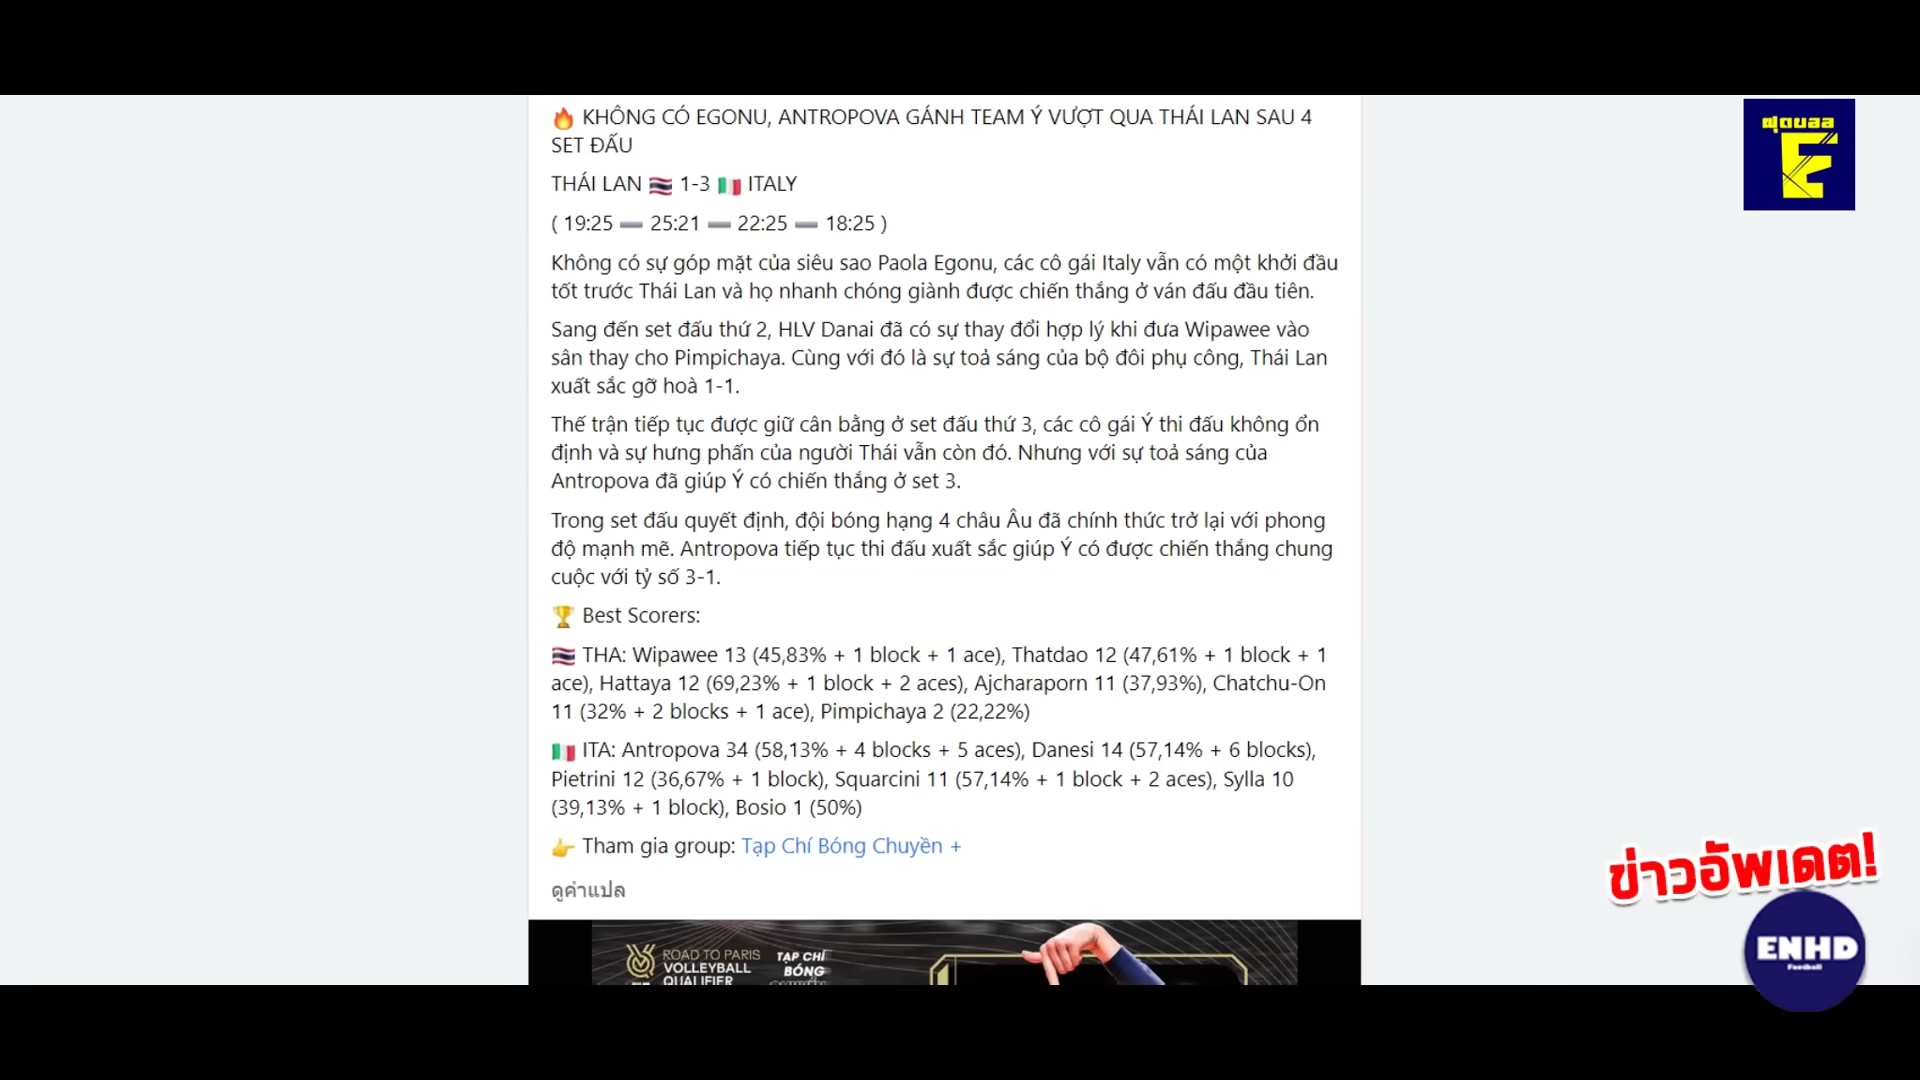 🔥 KHÔNG CÓ EGONU, ANTROPOVA GÁNH TEAM Ý VƯỢT QUA THÁI LAN SAU 4
SET ĐẤU
THÁI LAN 🇹🇭 1-3 🇮🇹 ITALY
( 19:25 ➖ 25:21 ➖ 22:25 ➖ 18:25 )
Không có sự góp mặt của siêu sao Paola Egonu, các cô gái Italy vẫn có một khởi đầu
tốt trước Thái Lan và họ nhanh chóng giành được chiến thắng ở ván đấu đầu tiên.
Sang đến set đấu thứ 2, HLV Danai đã có sự thay đổi hợp lý khi đưa Wipawee vào
sân thay cho Pimpichaya. Cùng với đó là sự toả sáng của bộ đôi phụ công, Thái Lan
xuất sắc gỡ hoà 1-1.
Thế trận tiếp tục được giữ cân bằng ở set đấu thứ 3, các cô gái Ý thi đấu không ổn
định và sự hưng phấn của người Thái vẫn còn đó. Nhưng với sự toả sáng của
Antropova đã giúp Ý có chiến thắng ở set 3.
Trong set đấu quyết định, đội bóng hạng 4 châu Âu đã chính thức trở lại với phong
độ mạnh mẽ. Antropova tiếp tục thi đấu xuất sắc giúp Ý có được chiến thắng chung
cuộc với tỷ số 3-1.
🏆 Best Scorers:
🇹🇭 THA: Wipawee 13 (45,83% + 1 block + 1 ace), Thatdao 12 (47,61% + 1 block + 1
ace), Hattaya 12 (69,23% + 1 block + 2 aces), Ajcharaporn 11 (37,93%), Chatchu-On
11 (32% + 2 blocks + 1 ace), Pimpichaya 2 (22,22%)
🇮🇹 ITA: Antropova 34 (58,13% + 4 blocks + 5 aces), Danesi 14 (57,14% + 6 blocks),
Pietrini 12 (36,67% + 1 block), Squarcini 11 (57,14% + 1 block + 2 aces), Sylla 10
(39,13% + 1 block), Bosio 1 (50%)
👉 Tham gia group: Tạp Chí Bóng Chuyền +
ดูคำแปล
ROAD TO PARIS
VOLLEYBALL
QUALIFIER
TẠP CHÍ
BÓNG
ฟุตบอล
E
ข่าวอัพเดต!
ENHD
Football